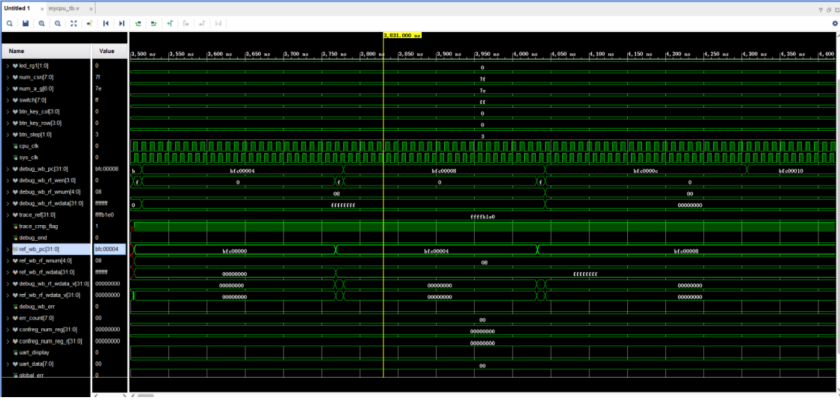 Untitled 1 × mycpu_tb.v ×
3,831.000 ns
Name Value 3,500 ns 3,550 ns 3,600 ns 3,650 ns 3,700 ns 3,750 ns 3,800 ns 3,850 ns 3,900 ns 3,950 ns 4,000 ns 4,050 ns 4,100 ns 4,150 ns 4,200 ns 4,250 ns 4,300 ns 4,350 ns 4,400
led_rg1[1:0] 0 0
num_csn[7:0] 7f 7f
num_a_g[6:0] 7e 7e
switch[7:0] ff ff
btn_key_col[3:0] 0 0
btn_key_row[3:0] 0 0
btn_step[1:0] 3 3
cpu_clk 0
sys_clk 0
debug_wb_pc[31:0] bfc00008 b bfc00004 bfc00008 bfc0000c bfc00010
debug_wb_rf_wen[3:0] 0 f 0 f 0 f 0
debug_wb_rf_wnum[4:0] 08 08 00
debug_wb_rf_wdata[31:0] ffffffff 0 ffffffff 00000000
trace_ref[31:0] ffffb1e0 ffffb1e0
trace_cmp_flag 1
debug_end 0
ref_wb_pc[31:0] bfc00004 bfc00000 bfc00004 bfc00008
ref_wb_rf_wnum[4:0] 08 08
ref_wb_rf_wdata[31:0] ffffffff 00000000 ffffffff
debug_wb_rf_wdata_v[31:0] 00000000 00000000 00000000 00000000
ref_wb_rf_wdata_v[31:0] 00000000 00000000 00000000 00000000
debug_wb_err 0
err_count[7:0] 00 00
confreg_num_reg[31:0] 00000000 00000000
confreg_num_reg_r[31:0] 00000000 00000000
uart_display 0
uart_data[7:0] 00 00
global_err 0